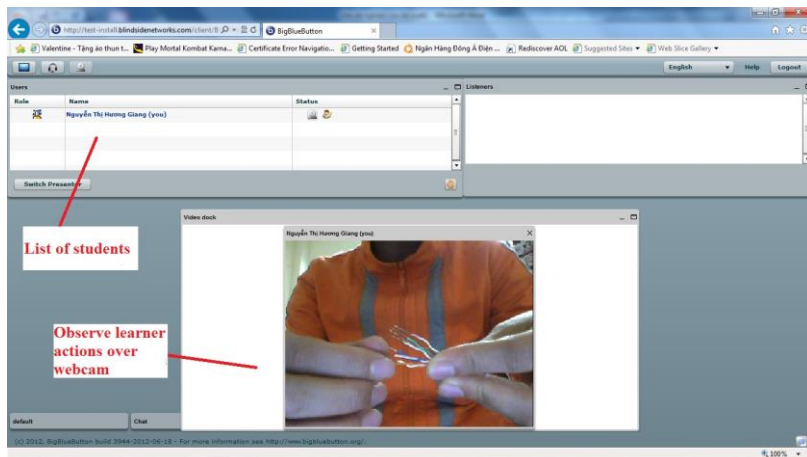 http://test-install.blindsidenetworks.com/client/B
BigBlueButton
Valentine - Tặng áo thun t...
Play Mortal Kombat Karna...
Certificate Error Navigatio...
Getting Started
Ngân Hàng Đông Á Điện ...
Rediscover AOL
Suggested Sites
Web Slice Gallery
English
Help
Logout
Users
Listeners
Role
Name
Status
Nguyễn Thị Hương Giang (you)
Switch Presenter
Video dock
Nguyễn Thị Hương Giang (you)
List of students
Observe learner
actions over
webcam
default
Chat
(c) 2012, BigBlueButton build 3944-2012-06-18 - For more information see http://www.bigbluebutton.org/.
100%